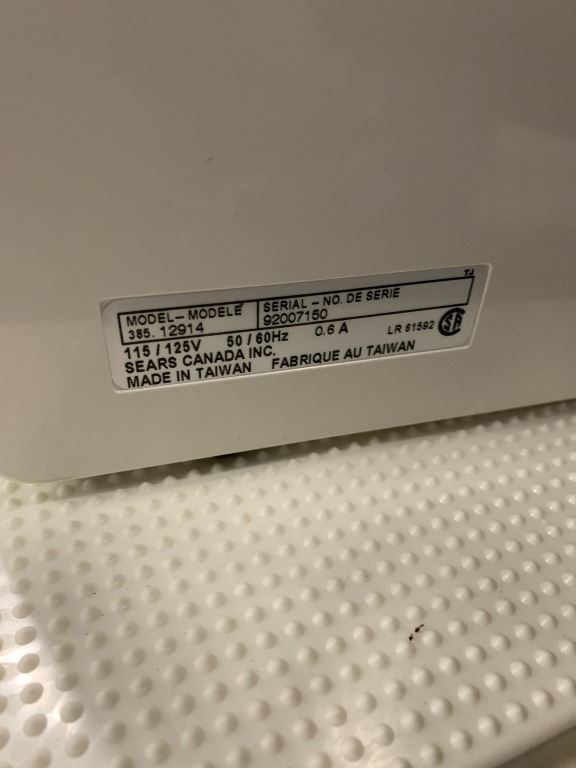 TJ
MODEL – MODELE SERIAL – NO. DE SERIE
385. 12914 92007150
115 / 125V 50 / 60Hz 0.6 A LR 61592
SEARS CANADA INC.
MADE IN TAIWAN FABRIQUE AU TAIWAN